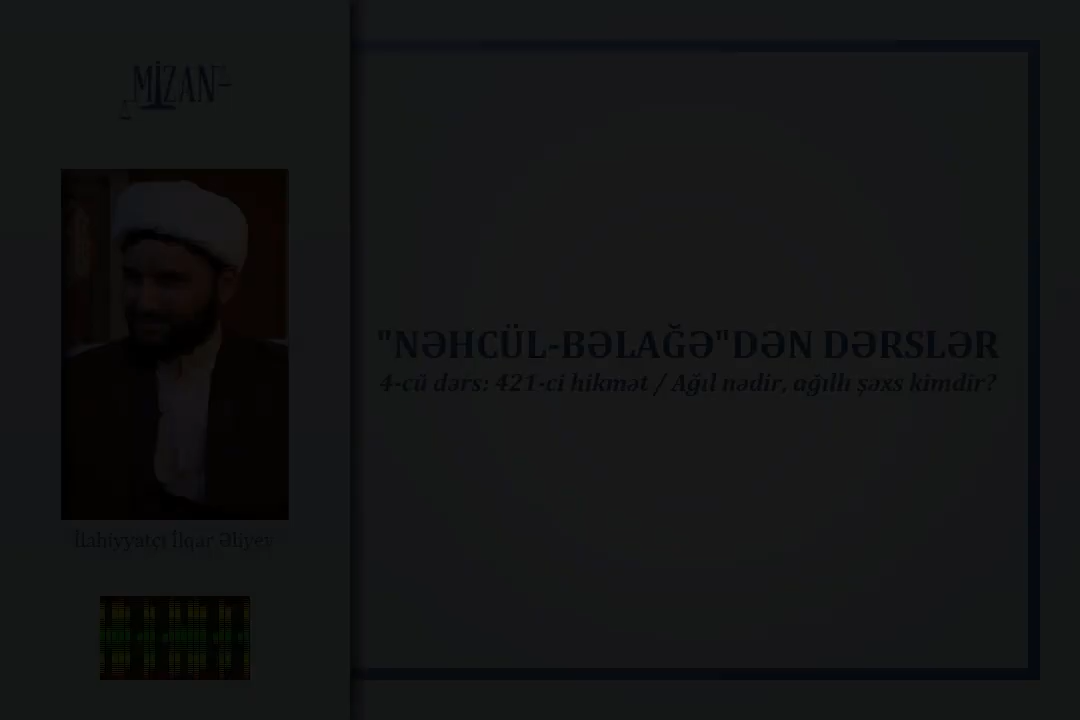 MİZAN
İlahiyyatçı İlqar Əliyev
"NƏHCÜL-BƏLAĞƏ"DƏN DƏRSLƏR
4-cü dərs: 421-ci hikmət / Ağıl nədir, ağıllı şəxs kimdir?